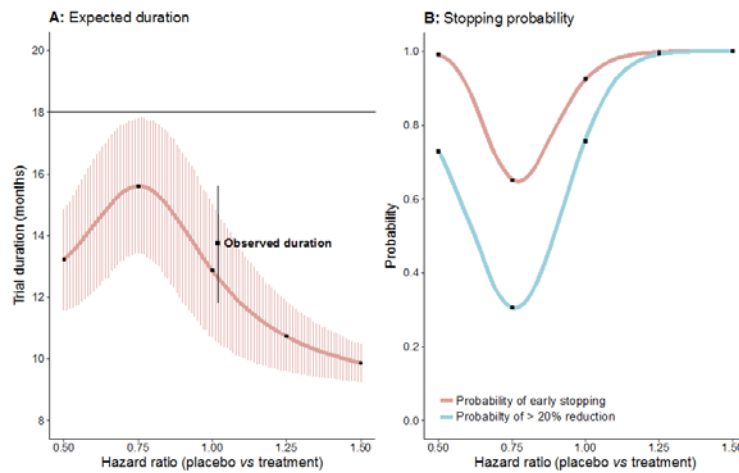 A: Expected duration
20
18
16
14
12
10
8
Trial duration (months)
Observed duration
0.50 0.75 1.00 1.25 1.50
Hazard ratio (placebo vs treatment)
B: Stopping probability
1.0
0.8
0.6
0.4
0.2
0.0
Probability
Probability of early stopping
Probabilty of > 20% reduction
0.50 0.75 1.00 1.25 1.50
Hazard ratio (placebo vs treatment)